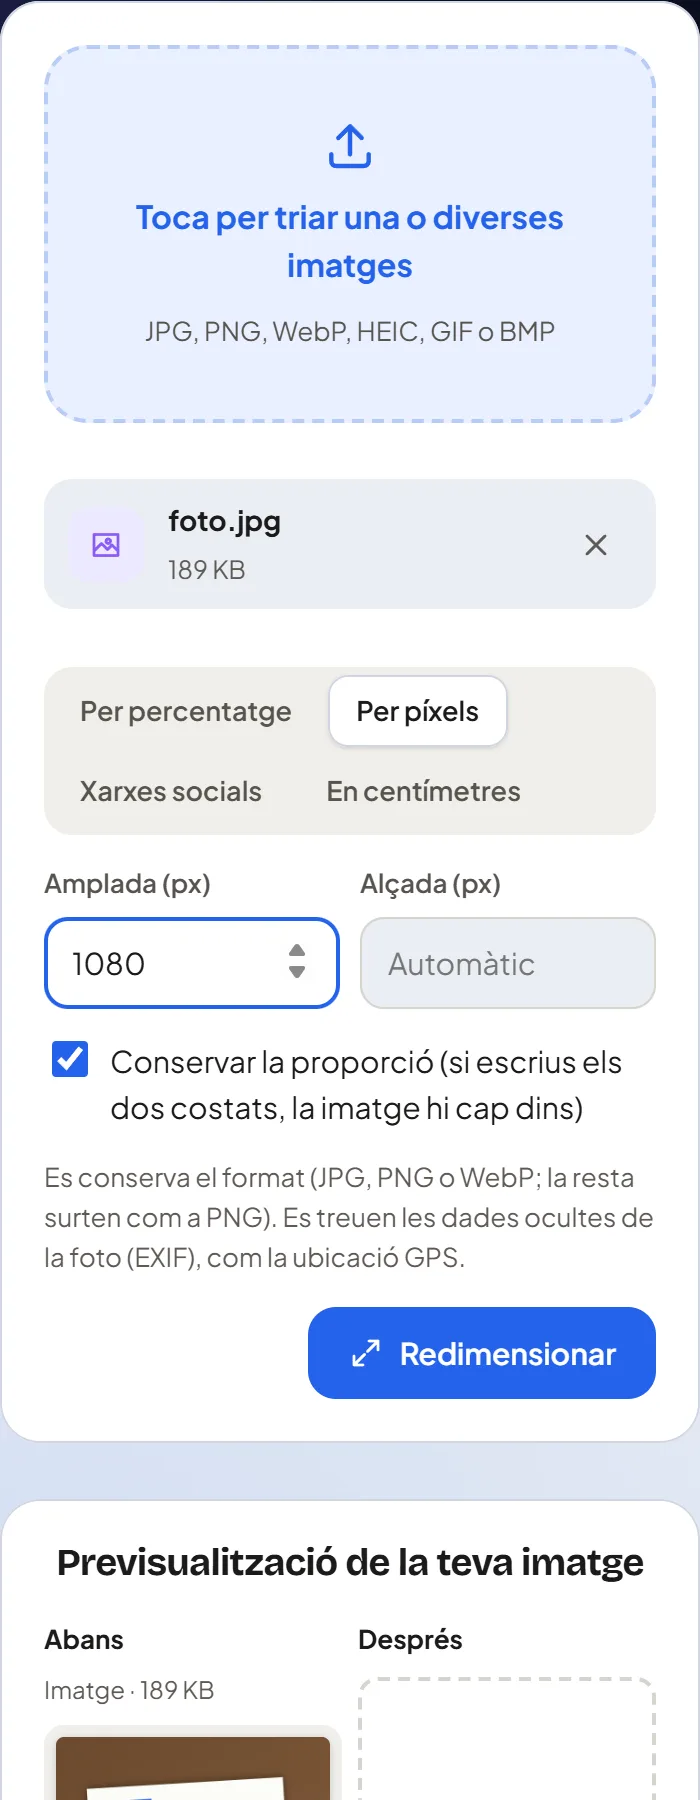 Toca per triar una o diverses
imatges
JPG, PNG, WebP, HEIC, GIF o BMP
foto.jpg
189 KB
Per percentatge
Per píxels
Xarxes socials
En centímetres
Amplada (px)
Alçada (px)
1080
Automàtic
Conservar la proporció (si escrius els
dos costats, la imatge hi cap dins)
Es conserva el format (JPG, PNG o WebP; la resta
surten com a PNG). Es treuen les dades ocultes de
la foto (EXIF), com la ubicació GPS.
Redimensionar
Previsualització de la teva imatge
Abans
Després
Imatge · 189 KB